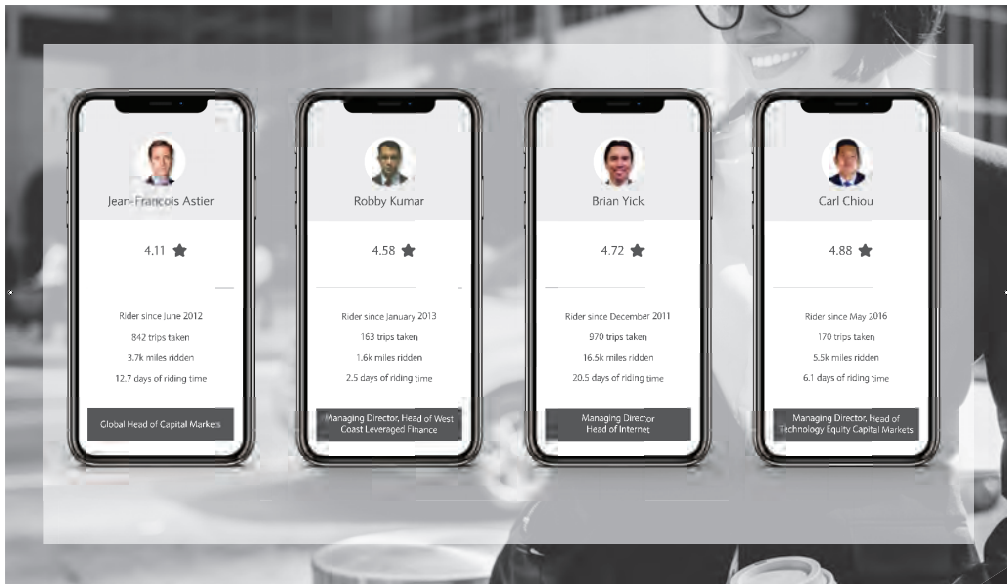 Jean-Francois Astier
4.11
Rider since June 2012
842 trips taken
3.7k miles ridden
12.7 days of riding time
Global Head of Capital Markets
Robby Kumar
4.58
Rider since January 2013
163 trips taken
1.6k miles ridden
2.5 days of riding time
Managing Director, Head of West
Coast Leveraged Finance
Brian Yick
4.72
Rider since December 2011
970 trips taken
16.5k miles ridden
20.5 days of riding time
Managing Director
Head of Internet
Carl Chiou
4.88
Rider since May 2016
170 trips taken
5.5k miles ridden
6.1 days of riding time
Managing Director, Head of
Technology Equity Capital Markets